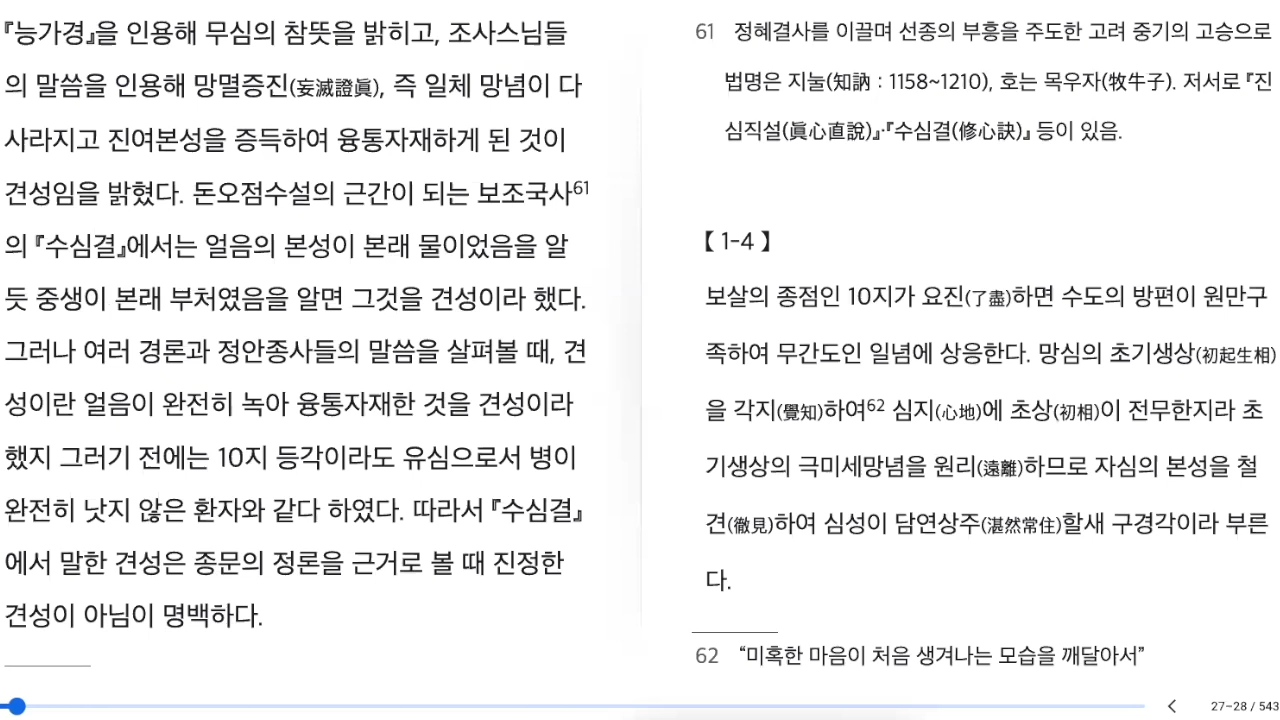 『능가경』을 인용해 무심의 참뜻을 밝히고, 조사스님들
의 말씀을 인용해 망멸증진(妄滅證眞), 즉 일체 망념이 다
사라지고 진여본성을 증득하여 융통자재하게 된 것이
견성임을 밝혔다. 돈오점수설의 근간이 되는 보조국사61
의 『수심결』에서는 얼음의 본성이 본래 물이었음을 알
듯 중생이 본래 부처였음을 알면 그것을 견성이라 했다.
그러나 여러 경론과 정안종사들의 말씀을 살펴볼 때, 견
성이란 얼음이 완전히 녹아 융통자재한 것을 견성이라
했지 그러기 전에는 10지 등각이라도 유심으로서 병이
완전히 낫지 않은 환자와 같다 하였다. 따라서 『수심결』
에서 말한 견성은 종문의 정론을 근거로 볼 때 진정한
견성이 아님이 명백하다.
61 정혜결사를 이끌며 선종의 부흥을 주도한 고려 중기의 고승으로
법명은 지눌(知訥 : 1158~1210), 호는 목우자(牧牛子). 저서로 『진
심직설(眞心直說)』·『수심결(修心訣)』 등이 있음.
【 1-4 】
보살의 종점인 10지가 요진(了盡)하면 수도의 방편이 원만구
족하여 무간도인 일념에 상응한다. 망심의 초기생상(初起生相)
을 각지(覺知)하여62 심지(心地)에 초상(初相)이 전무한지라 초
기생상의 극미세망념을 원리(遠離)하므로 자심의 본성을 철
견(徹見)하여 심성이 담연상주(湛然常住)할새 구경각이라 부른
다.
62 “미혹한 마음이 처음 생겨나는 모습을 깨달아서”
27-28 / 543